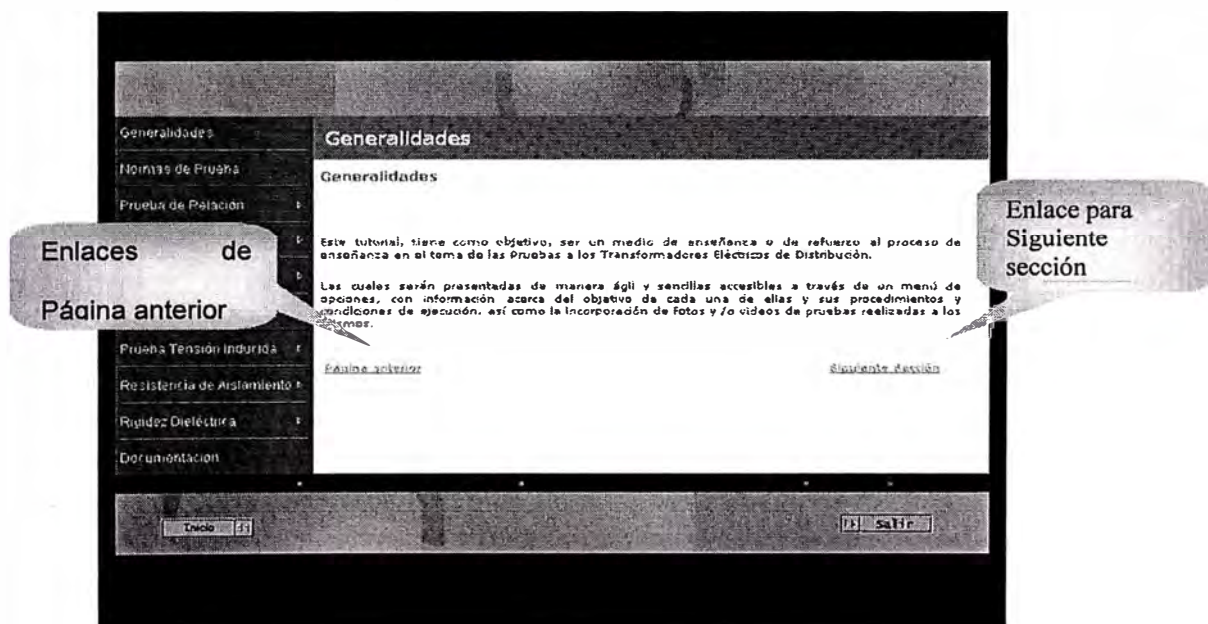 Generalidades
Normas de Prueba
Prueba de Relación
Prueba Tensión Inducida
Resistencia de Aislamiento
Rigidez Dieléctrica
Documentación
Generalidades
Generalidades
Este tutorial, tiene como objetivo, ser un medio de enseñanza o de refuerzo al proceso de
enseñanza en el tema de las Pruebas a los Transformadores Eléctricos de Distribución.
Las cuales serán presentadas de manera ágil y sencillas accesibles a través de un menú de
opciones, con información acerca del objetivo de cada una de ellas y sus procedimientos y
condiciones de ejecución, así como la incorporación de Fotos y /o videos de pruebas realizadas a los
mismos.
Página anterior
Siguiente Sección
Enlaces de
Página anterior
Enlace para
Siguiente
sección
Inicio
Salir